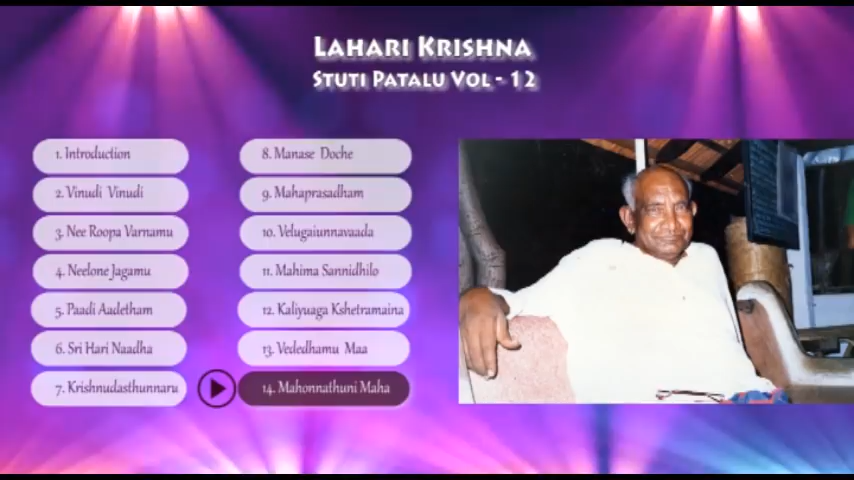 LAHARI KRISHNA
STUTI PATALU VOL - 12
1. Introduction
2. Vinudi Vinudi
3. Nee Roopa Varnamu
4. Neelone Jagamu
5. Paadi Aadetham
6. Sri Hari Naadha
7. Krishnudasthunnaru
8. Manase Doche
9. Mahaprasadham
10. Velugaiunnavaada
11. Mahima Sannidhilo
12. Kaliyuaga Kshetramaina
13. Vededhamu Maa
14. Mahonnathuni Maha